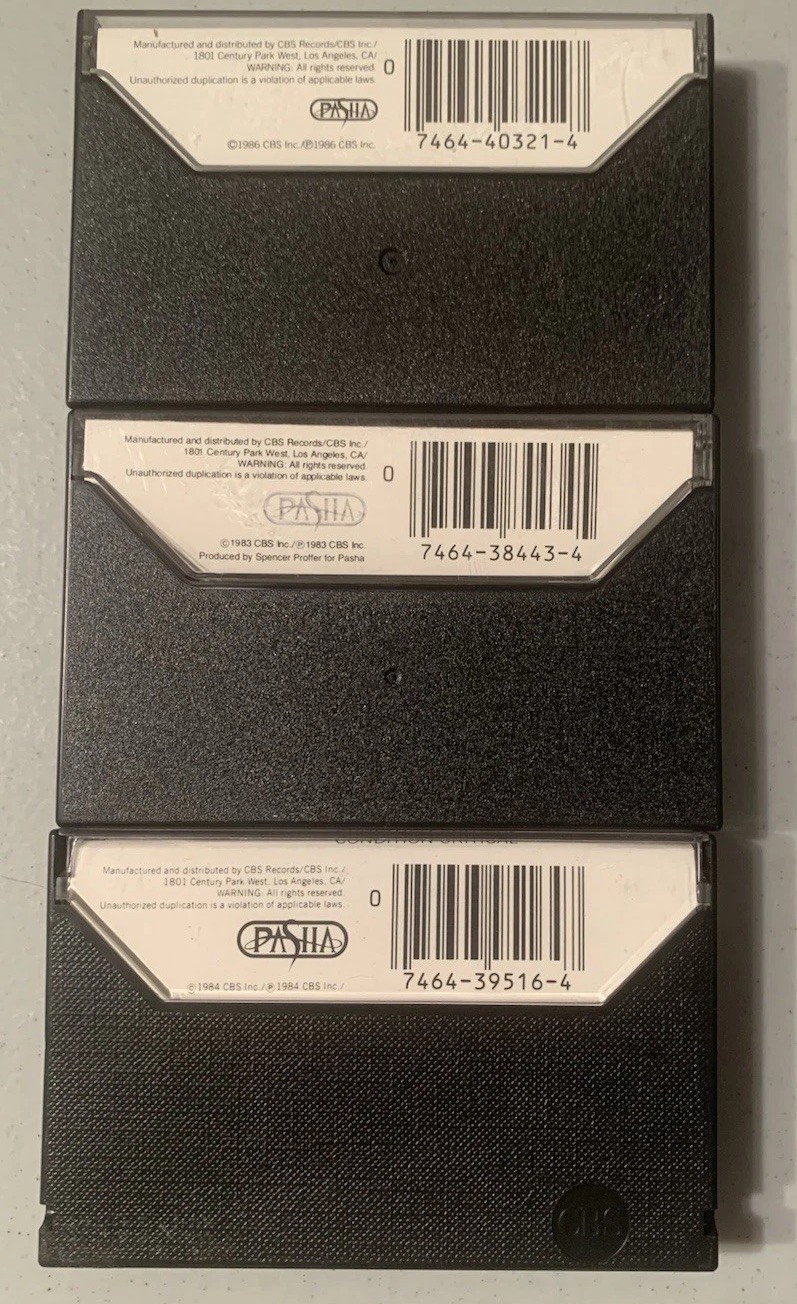 Manufactured and distributed by CBS Records/CBS Inc./
1801 Century Park West, Los Angeles, CA/
WARNING: All rights reserved.
Unauthorized duplication is a violation of applicable laws.
PASHA
©1986 CBS Inc./℗1986 CBS Inc.
0
7464-40321-4
Manufactured and distributed by CBS Records/CBS Inc./
1801 Century Park West, Los Angeles, CA/
WARNING: All rights reserved.
Unauthorized duplication is a violation of applicable laws.
PASHA
©1983 CBS Inc./℗1983 CBS Inc.
Produced by Spencer Proffer for Pasha
0
7464-38443-4
CONDITION CRITICAL
Manufactured and distributed by CBS Records/CBS Inc./
1801 Century Park West, Los Angeles, CA/
WARNING: All rights reserved.
Unauthorized duplication is a violation of applicable laws.
PASHA
©1984 CBS Inc./℗1984 CBS Inc./
0
7464-39516-4
CBS